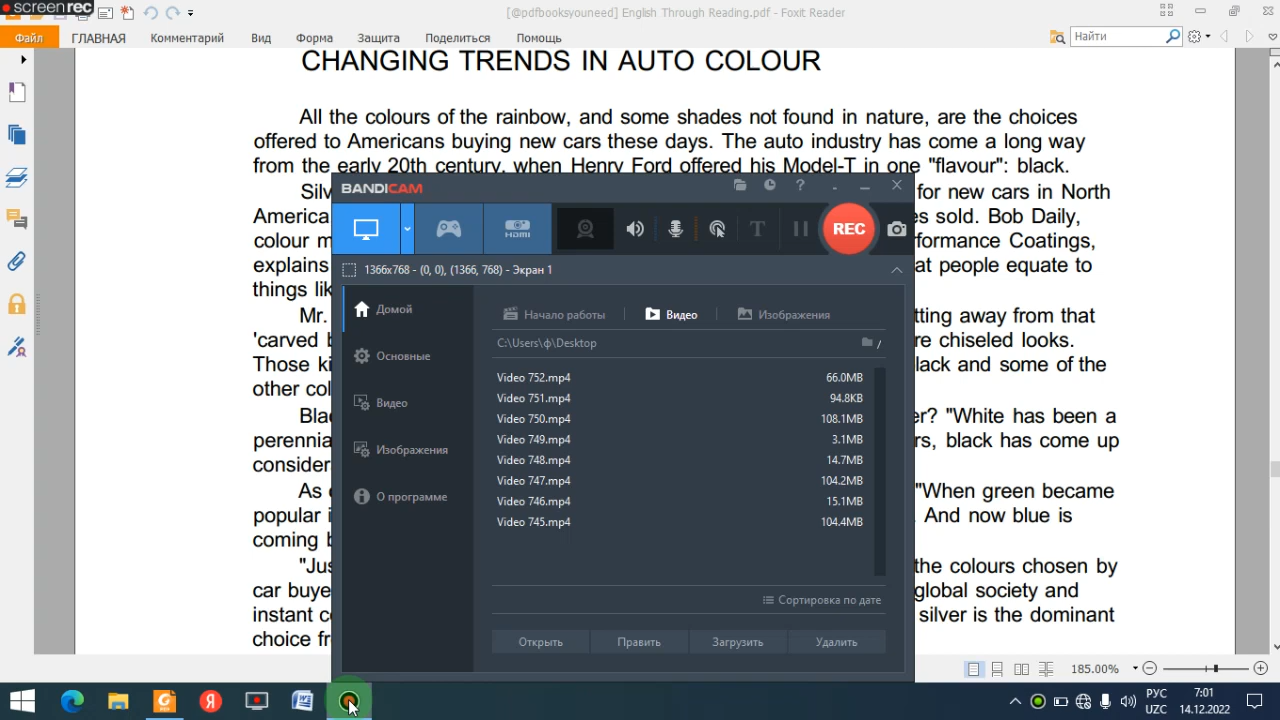 screenrec
[@pdfbooksyouneed] English Through Reading.pdf - Foxit Reader
Файл ГЛАВНАЯ Комментарий Вид Форма Защита Поделиться Помощь
Найти
CHANGING TRENDS IN AUTO COLOUR
All the colours of the rainbow, and some shades not found in nature, are the choices
offered to Americans buying new cars these days. The auto industry has come a long way
from the early 20th century, when Henry Ford offered his Model-T in one "flavour": black.
Silv for new cars in North
America es sold. Bob Daily,
colour m formance Coatings,
explains at people equate to
things lik
Mr. tting away from that
'carved b re chiseled looks.
Those ki lack and some of the
other col
Blac er? "White has been a
perennia rs, black has come up
consider
As "When green became
popular i . And now blue is
coming b
"Jus the colours chosen by
car buye global society and
instant c silver is the dominant
choice fr
BANDICAM
HDMI
T
REC
1366x768 - (0, 0), (1366, 768) - Экран 1
Домой
Основные
Видео
Изображения
О программе
Начало работы Видео Изображения
C:\Users\ф\Desktop
Video 752.mp4 66.0MB
Video 751.mp4 94.8KB
Video 750.mp4 108.1MB
Video 749.mp4 3.1MB
Video 748.mp4 14.7MB
Video 747.mp4 104.2MB
Video 746.mp4 15.1MB
Video 745.mp4 104.4MB
Сортировка по дате
Открыть Править Загрузить Удалить
185.00%
РУС 7:01
UZC 14.12.2022